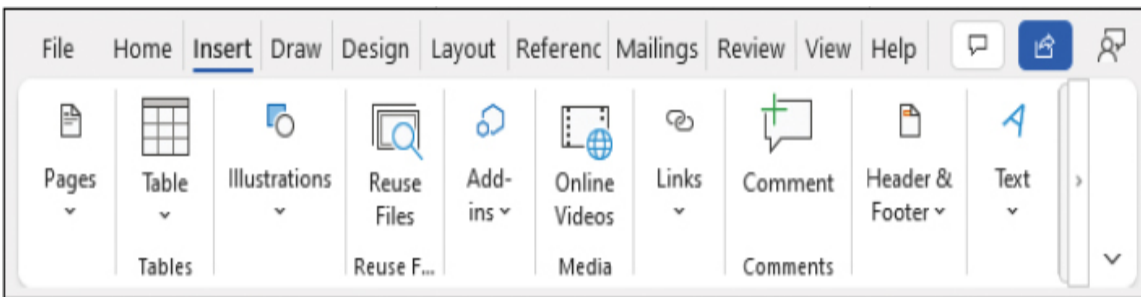 File Home Insert Draw Design Layout Referenc Mailings Review View Help
Pages Table Illustrations Reuse Files Add-ins Online Videos Links Comment Header & Footer Text
Tables Reuse F... Media Comments